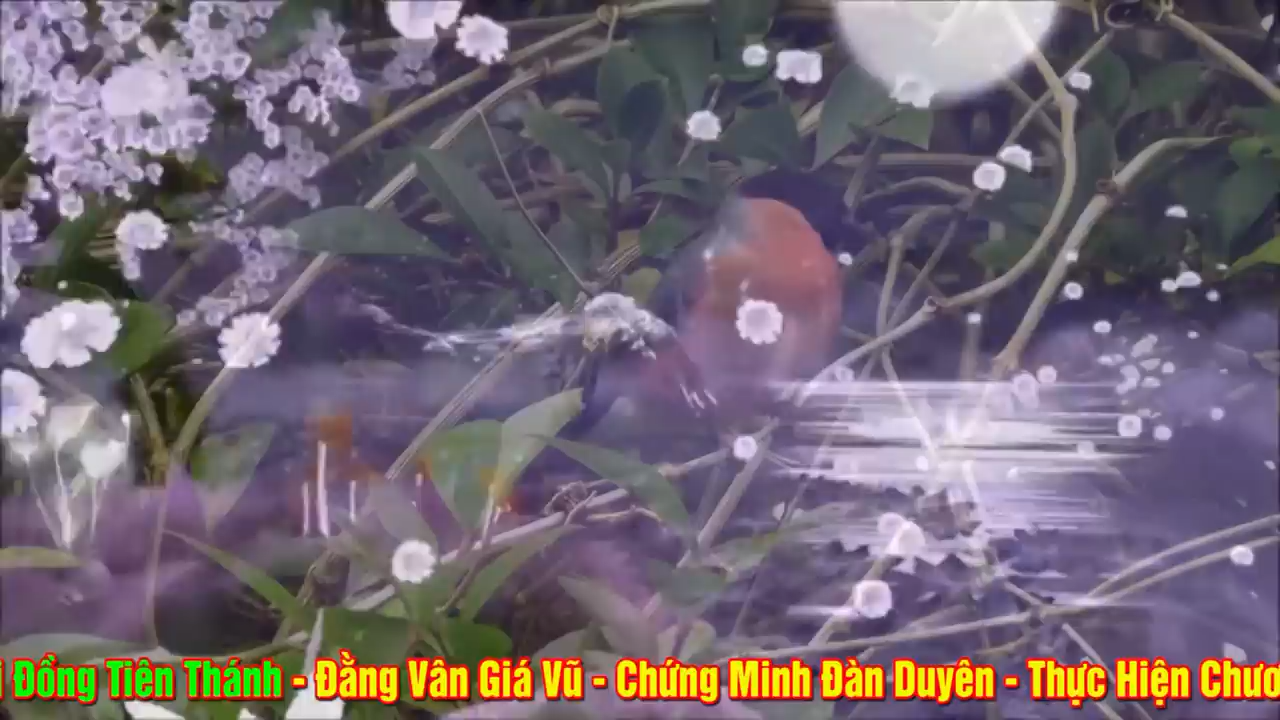 Đồng Tiên Thánh - Đằng Vân Giá Vũ - Chứng Minh Đàn Duyên - Thực Hiện